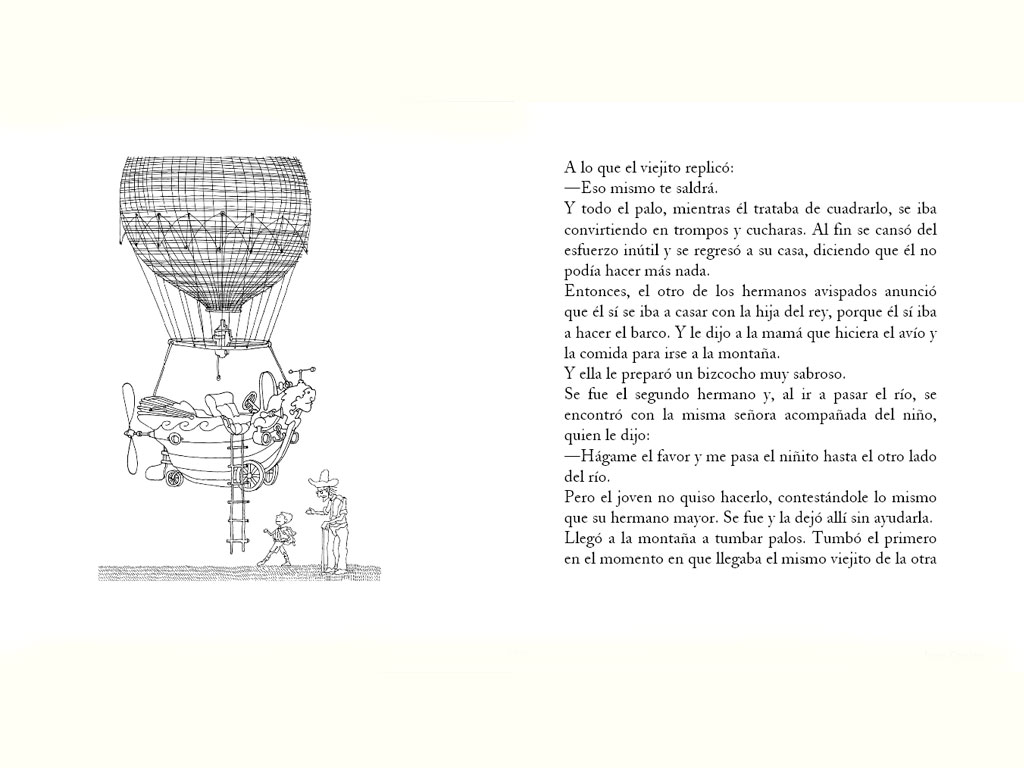 A lo que el viejito replicó:
—Eso mismo te saldrá.
Y todo el palo, mientras él trataba de cuadrarlo, se iba
convirtiendo en trompos y cucharas. Al fin se cansó del
esfuerzo inútil y se regresó a su casa, diciendo que él no
podía hacer más nada.
Entonces, el otro de los hermanos avispados anunció
que él sí se iba a casar con la hija del rey, porque él sí iba
a hacer el barco. Y le dijo a la mamá que hiciera el avío y
la comida para irse a la montaña.
Y ella le preparó un bizcocho muy sabroso.
Se fue el segundo hermano y, al ir a pasar el río, se
encontró con la misma señora acompañada del niño,
quien le dijo:
—Hágame el favor y me pasa el niñito hasta el otro lado
del río.
Pero el joven no quiso hacerlo, contestándole lo mismo
que su hermano mayor. Se fue y la dejó allí sin ayudarla.
Llegó a la montaña a tumbar palos. Tumbó el primero
en el momento en que llegaba el mismo viejito de la otra